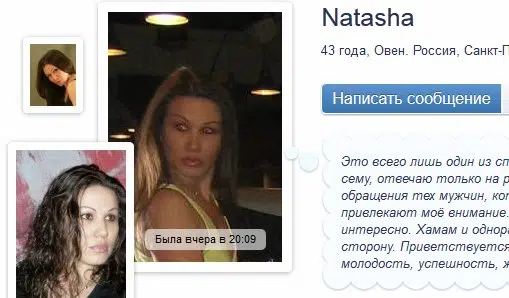 Natasha
43 года, Овен. Россия, Санкт-П
Написать сообщение
Была вчера в 20:09
Это всего лишь один из сп
сему, отвечаю только на р
обращения тех мужчин, ко
привлекают моё внимание.
интересно. Хамам и однора
сторону. Приветствуется
молодость, успешность, ж